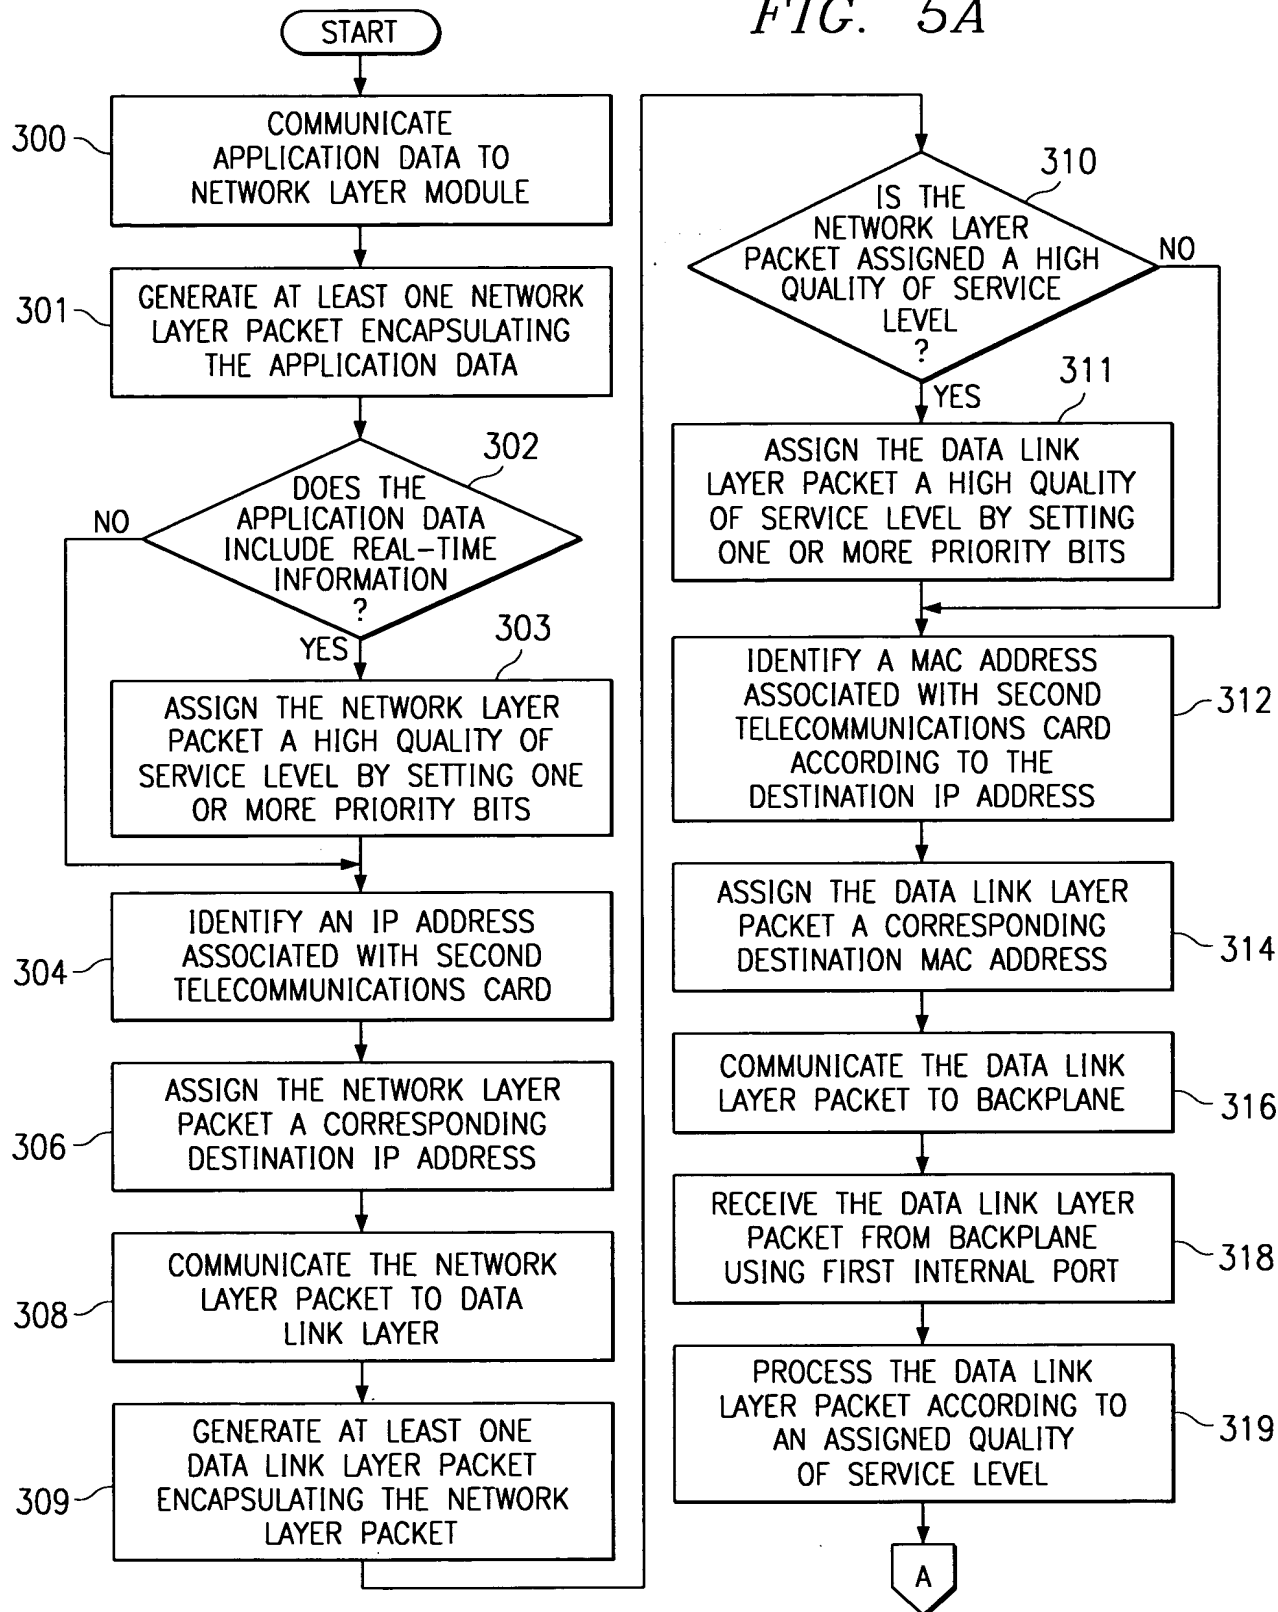 FIG. 5A
START
300
COMMUNICATE
APPLICATION DATA TO
NETWORK LAYER MODULE
301
GENERATE AT LEAST ONE NETWORK
LAYER PACKET ENCAPSULATING
THE APPLICATION DATA
302
DOES THE
APPLICATION DATA
INCLUDE REAL-TIME
INFORMATION
?
NO
YES
303
ASSIGN THE NETWORK LAYER
PACKET A HIGH QUALITY OF
SERVICE LEVEL BY SETTING ONE
OR MORE PRIORITY BITS
304
IDENTIFY AN IP ADDRESS
ASSOCIATED WITH SECOND
TELECOMMUNICATIONS CARD
306
ASSIGN THE NETWORK LAYER
PACKET A CORRESPONDING
DESTINATION IP ADDRESS
308
COMMUNICATE THE NETWORK
LAYER PACKET TO DATA
LINK LAYER
309
GENERATE AT LEAST ONE
DATA LINK LAYER PACKET
ENCAPSULATING THE NETWORK
LAYER PACKET
310
IS THE
NETWORK LAYER
PACKET ASSIGNED A HIGH
QUALITY OF SERVICE
LEVEL
?
NO
YES
311
ASSIGN THE DATA LINK
LAYER PACKET A HIGH QUALITY
OF SERVICE LEVEL BY SETTING
ONE OR MORE PRIORITY BITS
312
IDENTIFY A MAC ADDRESS
ASSOCIATED WITH SECOND
TELECOMMUNICATIONS CARD
ACCORDING TO THE
DESTINATION IP ADDRESS
314
ASSIGN THE DATA LINK LAYER
PACKET A CORRESPONDING
DESTINATION MAC ADDRESS
316
COMMUNICATE THE DATA LINK
LAYER PACKET TO BACKPLANE
318
RECEIVE THE DATA LINK LAYER
PACKET FROM BACKPLANE
USING FIRST INTERNAL PORT
319
PROCESS THE DATA LINK
LAYER PACKET ACCORDING TO
AN ASSIGNED QUALITY
OF SERVICE LEVEL
A